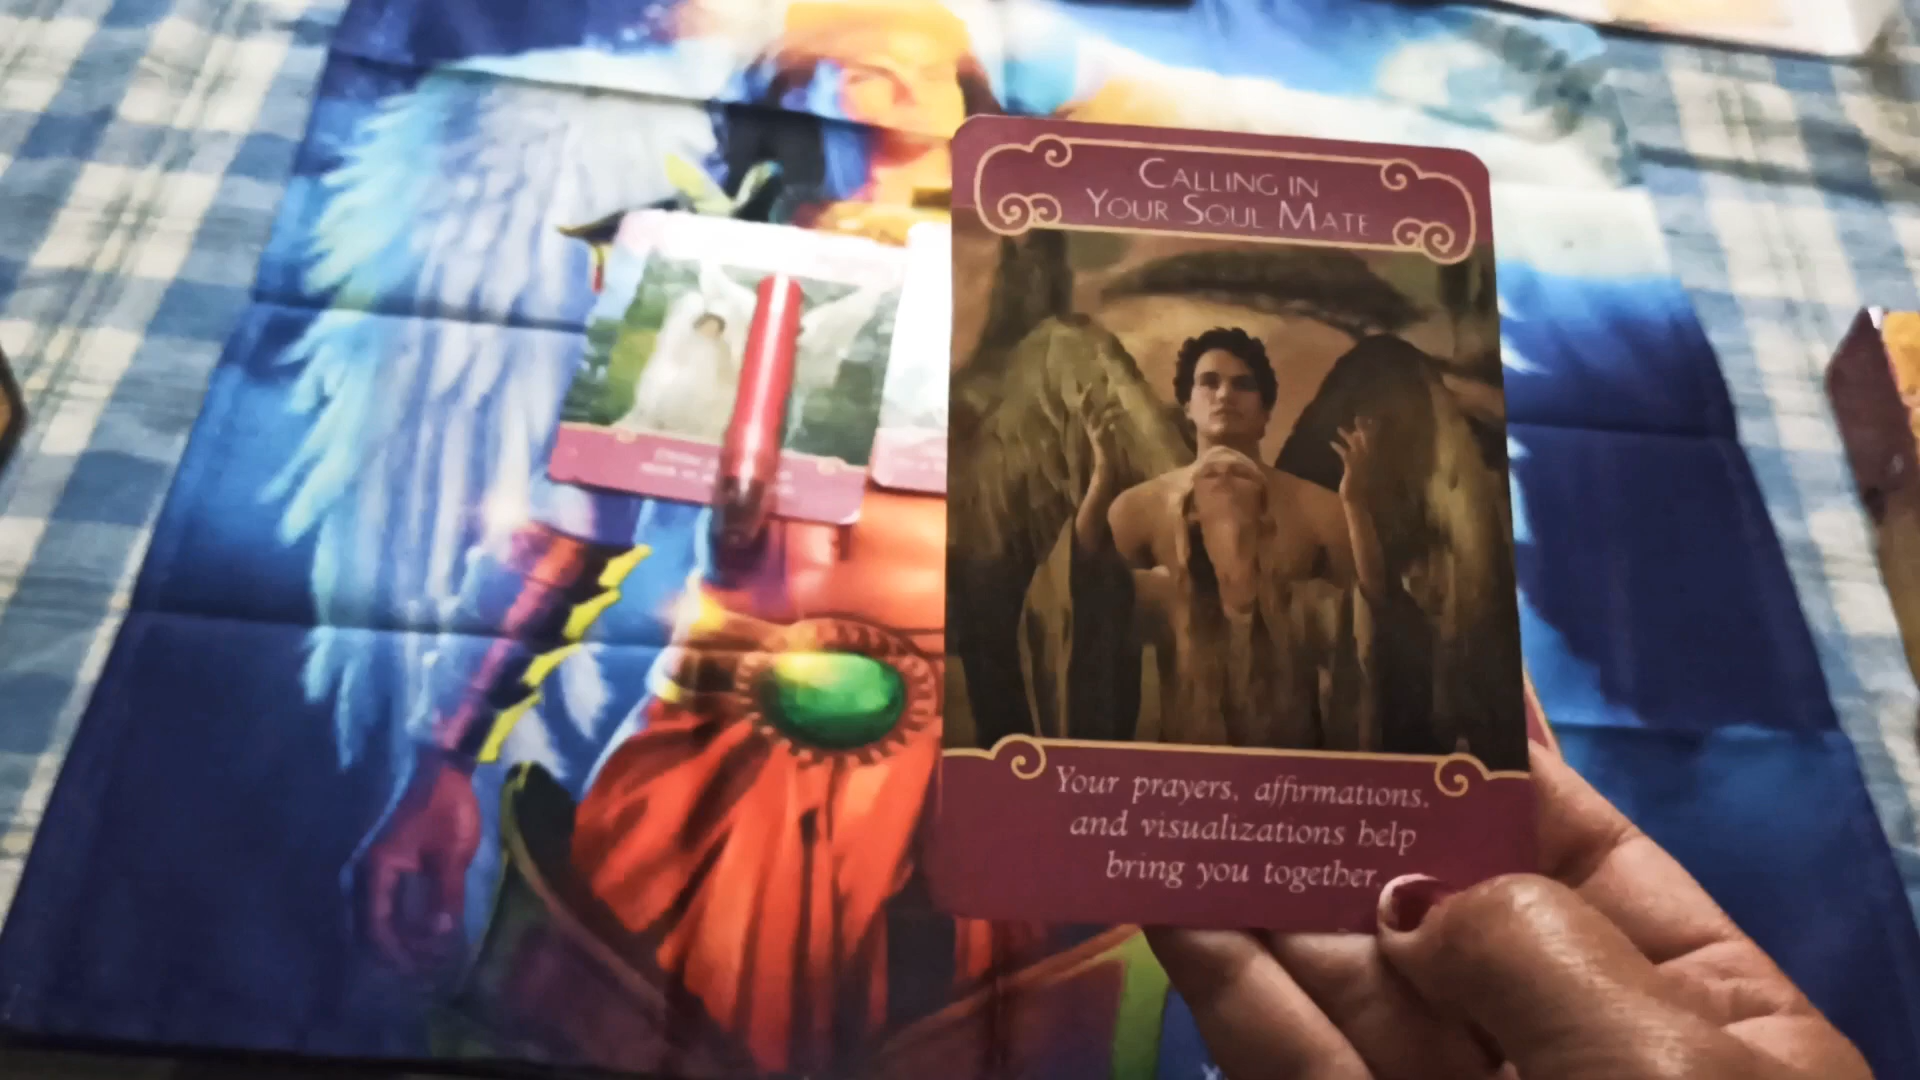 CALLING IN
YOUR SOUL MATE
Your prayers, affirmations,
and visualizations help
bring you together.